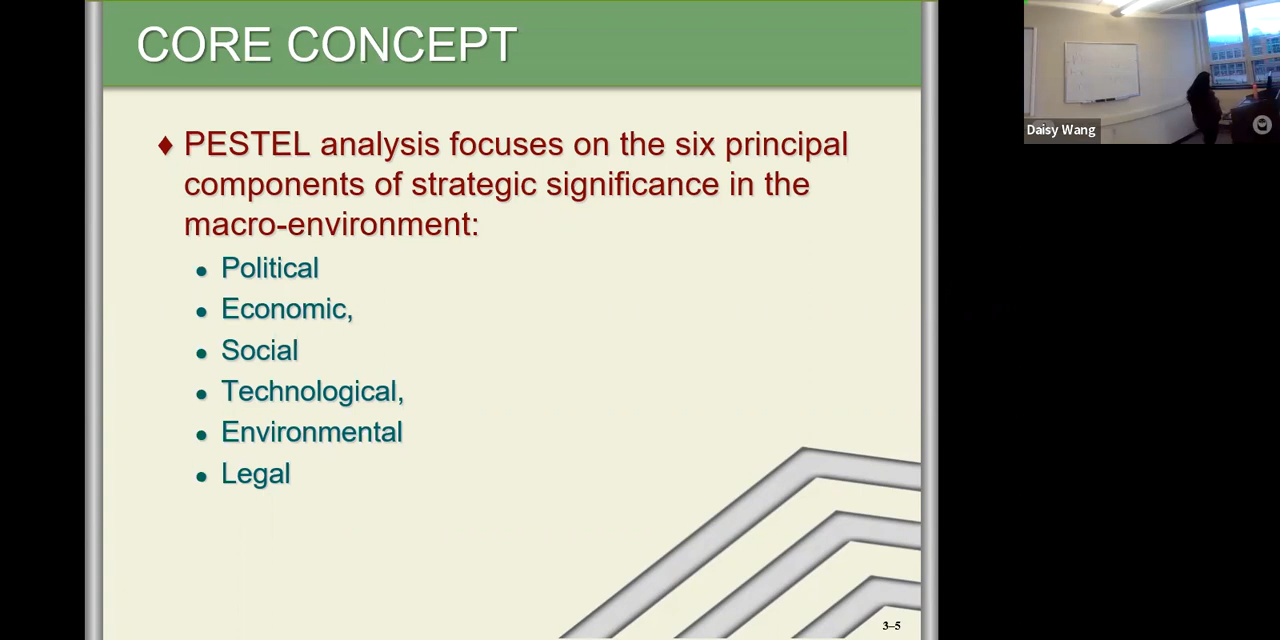 CORE CONCEPT
♦ PESTEL analysis focuses on the six principal
components of strategic significance in the
macro-environment:
• Political
• Economic,
• Social
• Technological,
• Environmental
• Legal
3–5
Daisy Wang